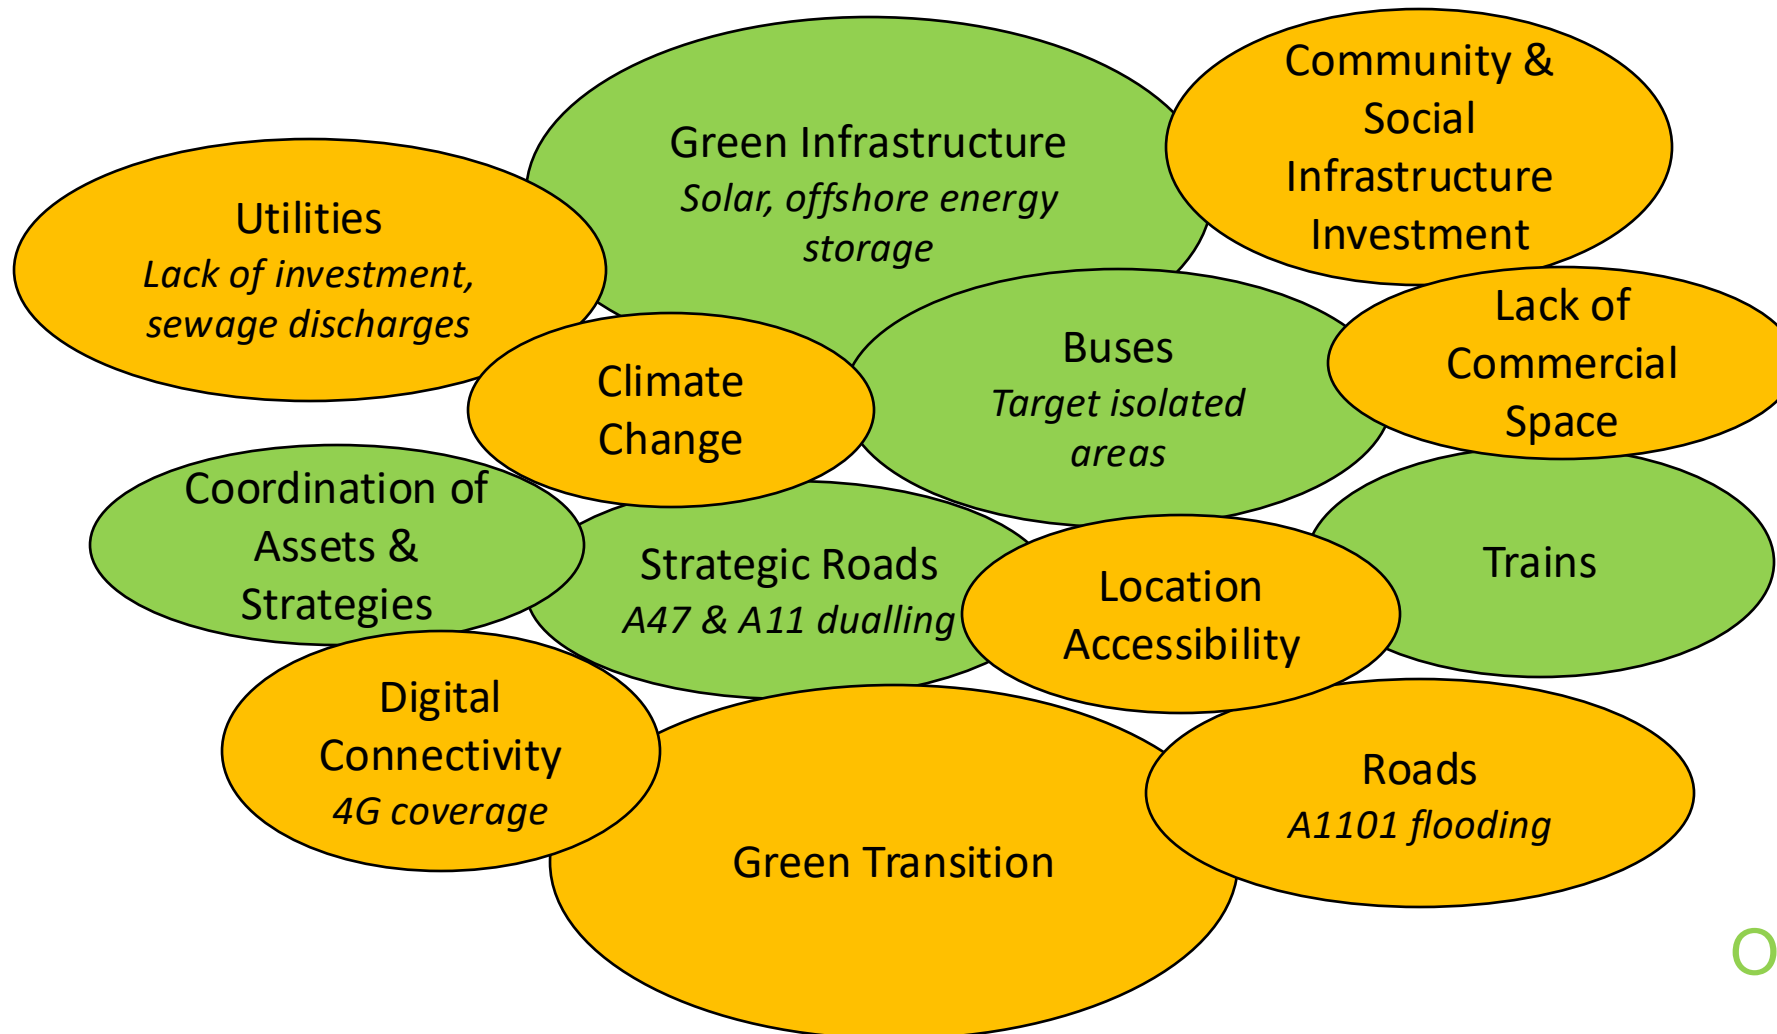 Community &
Social
Infrastructure
Investment
Green Infrastructure
Solar, offshore energy
storage
Utilities
Lack of investment,
sewage discharges
Lack of
Commercial
Space
Buses
Target isolated
areas
Climate
Change
Coordination of
Assets &
Strategies
Strategic Roads
A47 & A11 dualling
Location
Accessibility
Trains
Digital
Connectivity
4G coverage
Roads
A1101 flooding
Green Transition
O